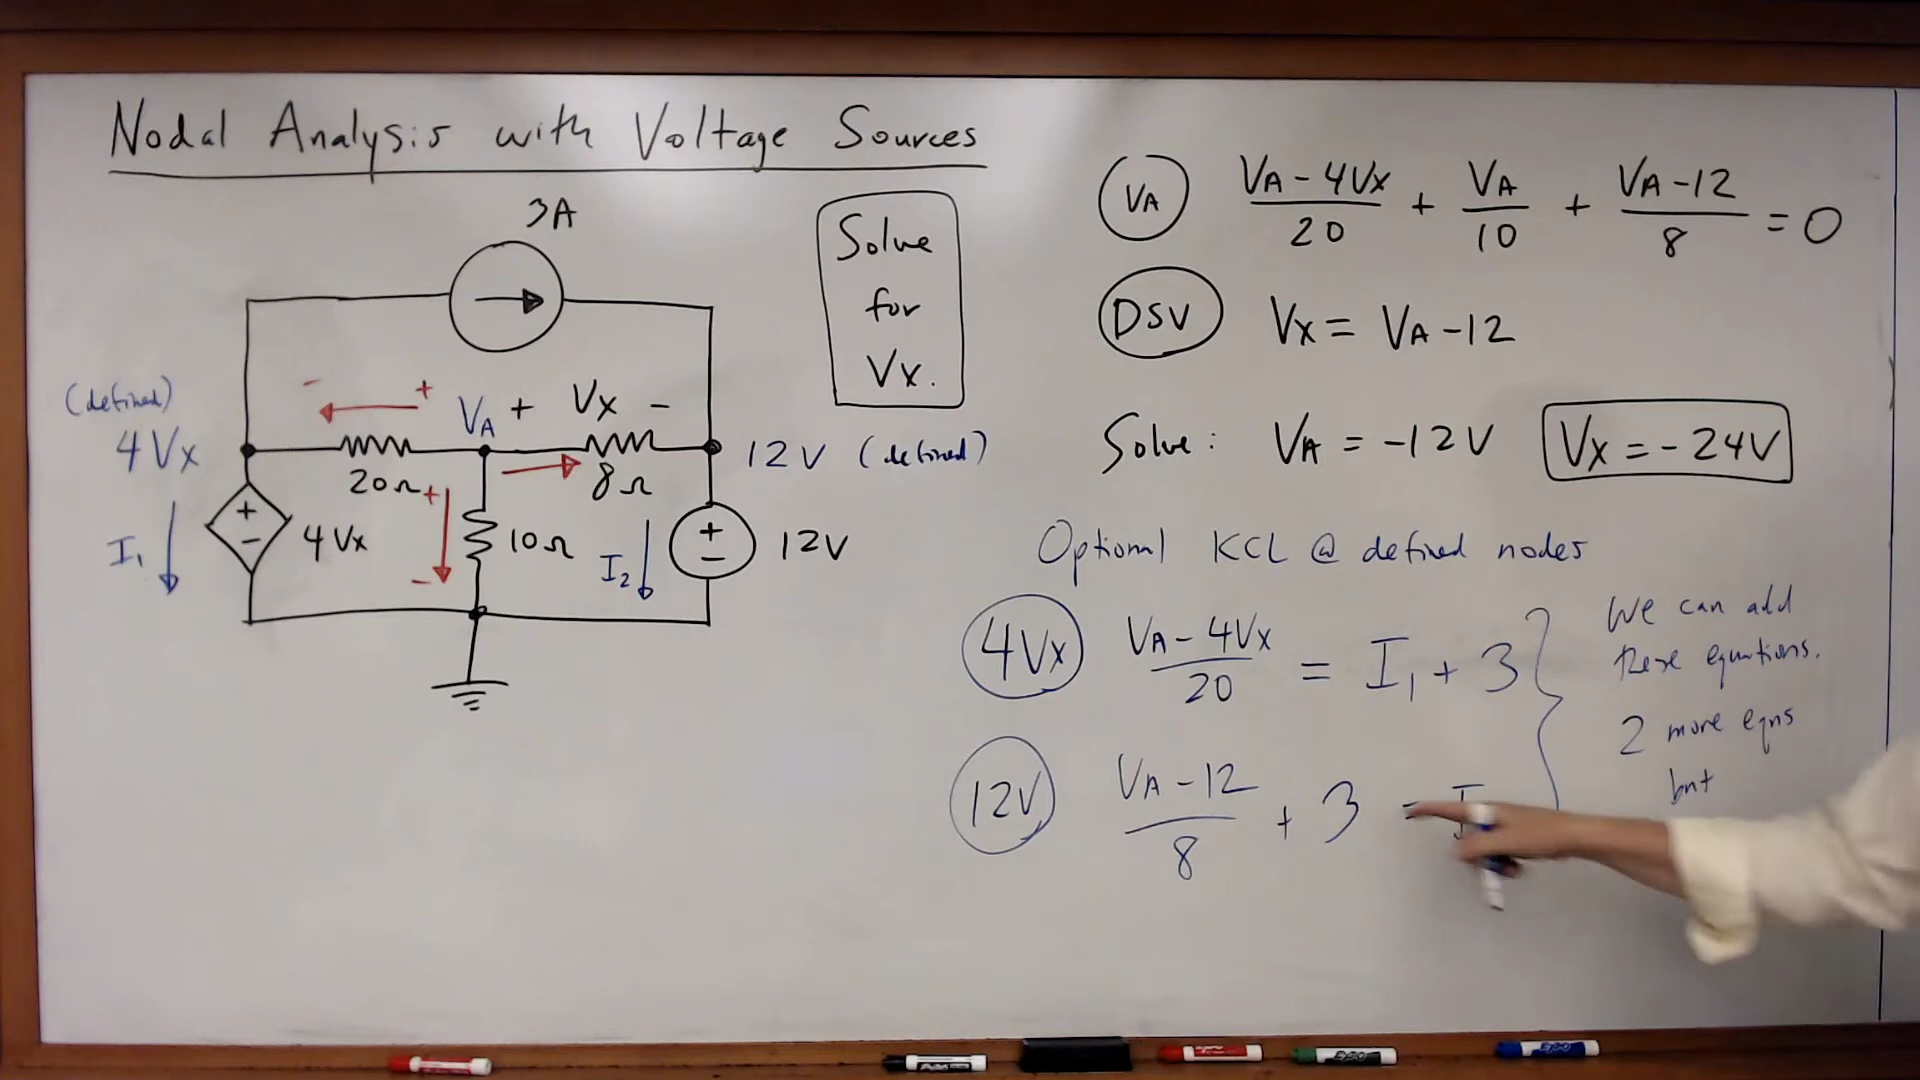 Nodal Analysis with Voltage Sources
3A
Solve
for
Vx.
(defined)
4Vx
- +
VA + Vx -
12V (defined)
20Ω
8Ω
+
-
I1
+
-
4Vx
10Ω
I2
+
-
12V
VA (VA - 4Vx)/20 + VA/10 + (VA - 12)/8 = 0
DSV Vx = VA - 12
Solve: VA = -12V Vx = -24V
Optional KCL @ defined nodes
4Vx (VA - 4Vx)/20 = I1 + 3
12V (VA - 12)/8 + 3 = I
We can add
these equations.
2 more eqns
but
EXPO
EXPO